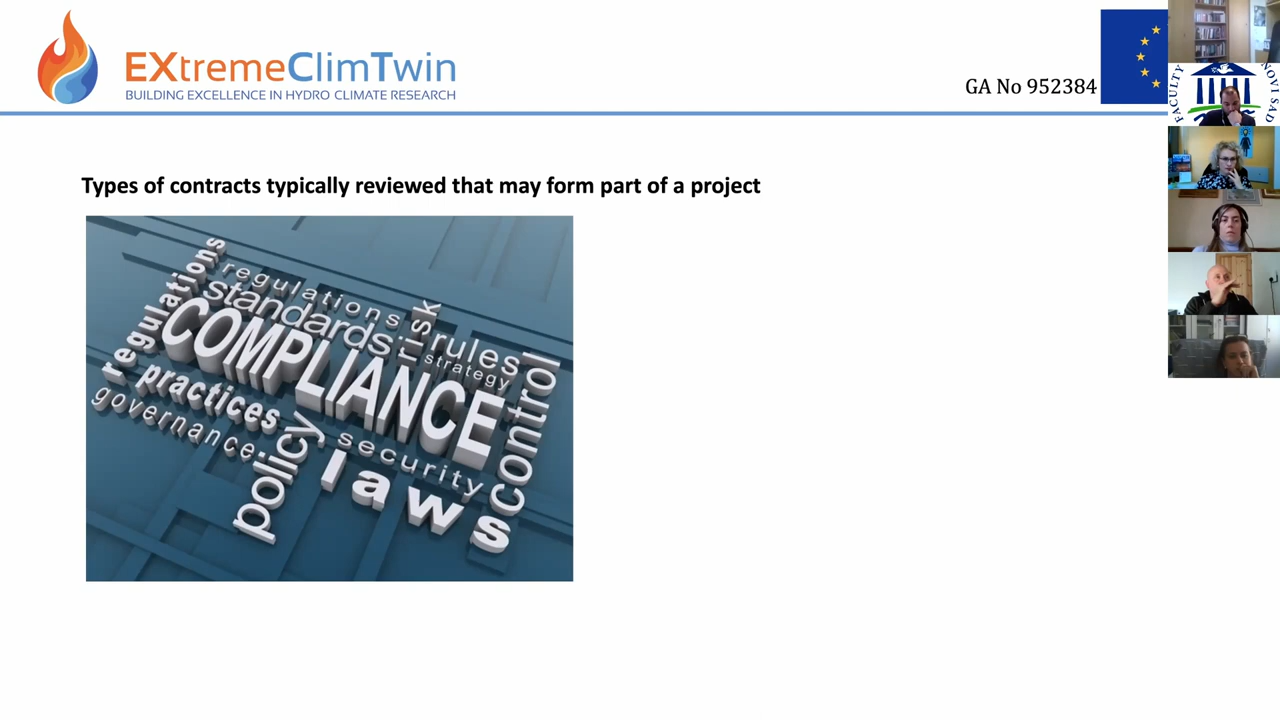 EXtremeClimTwin
BUILDING EXCELLENCE IN HYDRO CLIMATE RESEARCH
GA No 952384
FACULTY
NOVI SAD
Types of contracts typically reviewed that may form part of a project
regulations
regulations
standards
risk
rules
COMPLIANCE
strategy
control
practices
governance
policy
security
laws